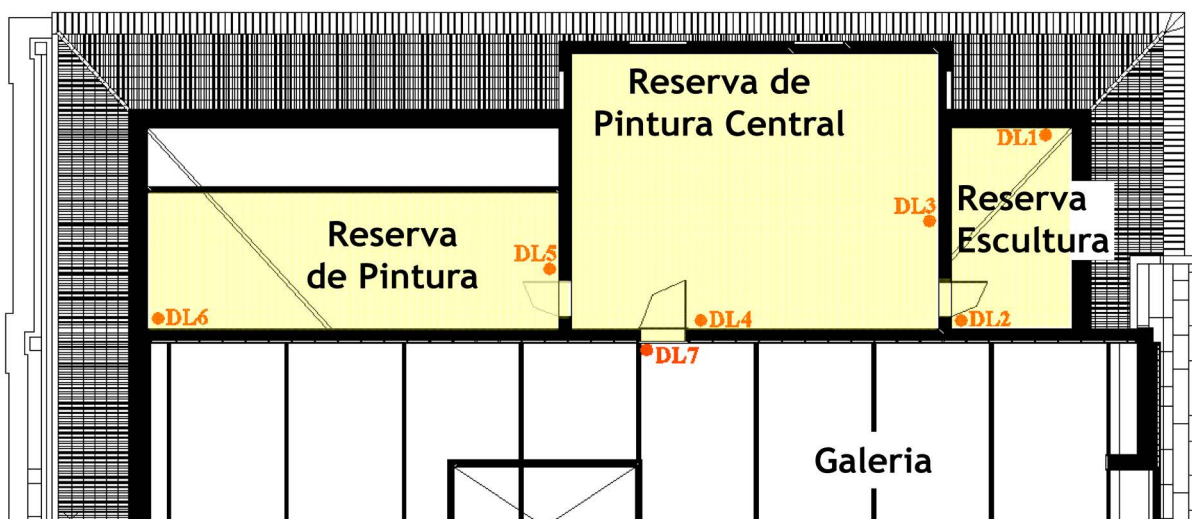 Reserva de
Pintura Central
DL1
Reserva
Escultura
DL3
Reserva
de Pintura
DL5
DL6
DL4
DL2
DL7
Galeria